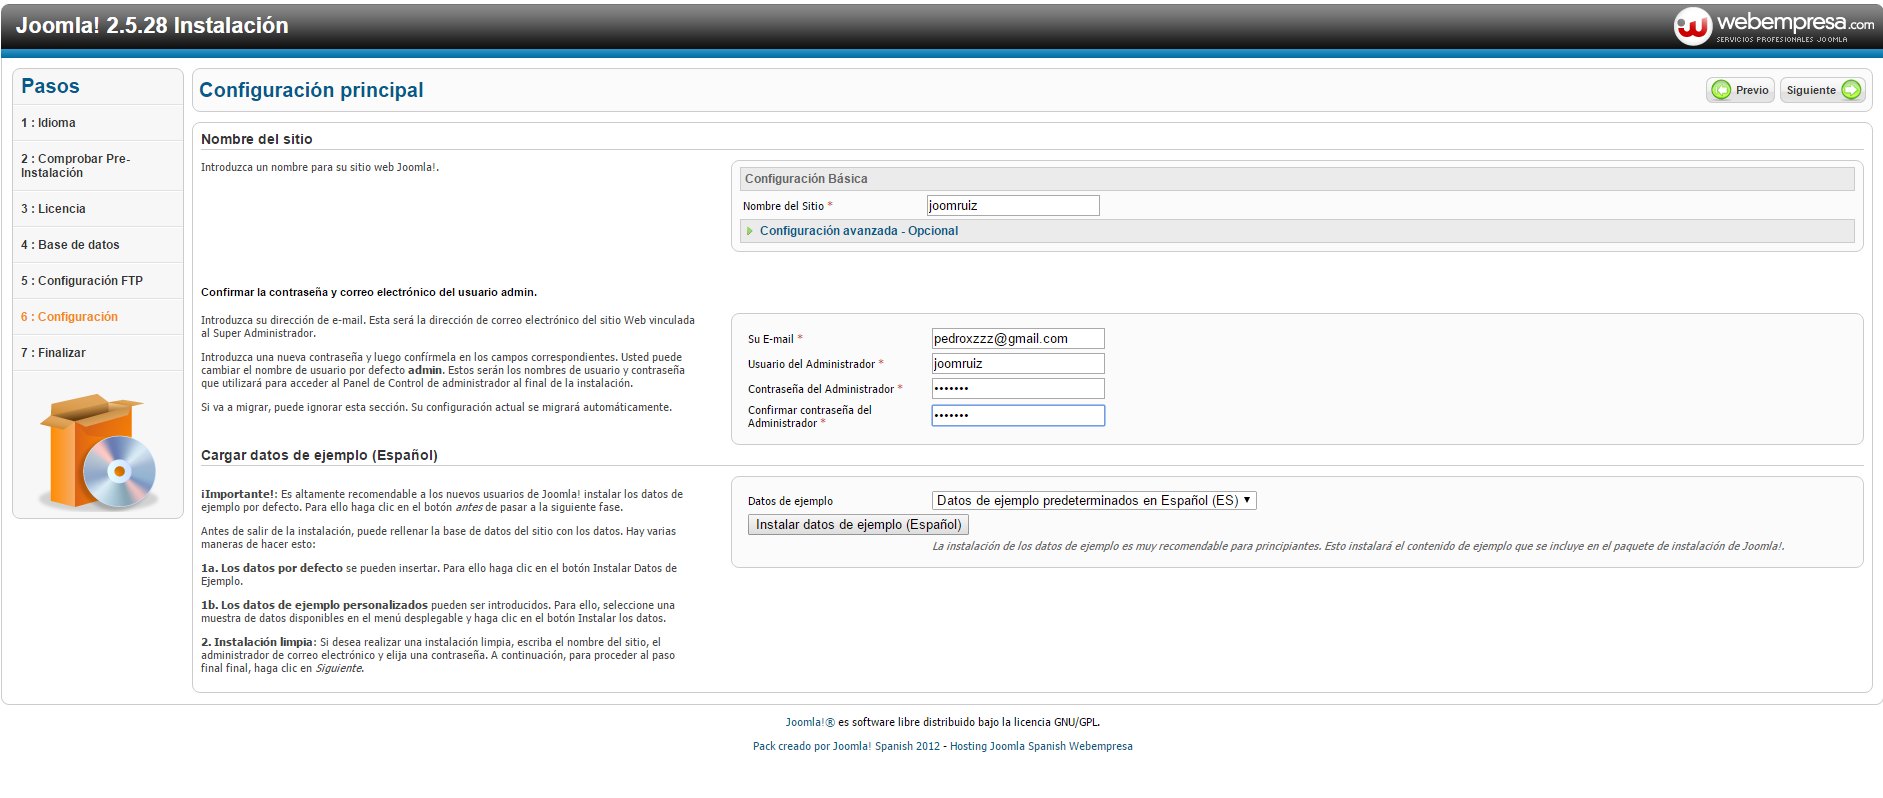 Joomla! 2.5.28 Instalación
webempresa.com
SERVICIOS PROFESIONALES JOOMLA
Pasos
1 : Idioma
2 : Comprobar Pre-
Instalación
3 : Licencia
4 : Base de datos
5 : Configuración FTP
6 : Configuración
7 : Finalizar
Configuración principal
Previo
Siguiente
Nombre del sitio
Introduzca un nombre para su sitio web Joomla!.
Configuración Básica
Nombre del Sitio * joomruiz
Configuración avanzada - Opcional
Confirmar la contraseña y correo electrónico del usuario admin.
Introduzca su dirección de e-mail. Esta será la dirección de correo electrónico del sitio Web vinculada
al Super Administrador.
Introduzca una nueva contraseña y luego confírmela en los campos correspondientes. Usted puede
cambiar el nombre de usuario por defecto admin. Estos serán los nombres de usuario y contraseña
que utilizará para acceder al Panel de Control de administrador al final de la instalación.
Si va a migrar, puede ignorar esta sección. Su configuración actual se migrará automáticamente.
Su E-mail * pedroxzzz@gmail.com
Usuario del Administrador * joomruiz
Contraseña del Administrador * •••••••
Confirmar contraseña del
Administrador * •••••••
Cargar datos de ejemplo (Español)
¡Importante!: Es altamente recomendable a los nuevos usuarios de Joomla! instalar los datos de
ejemplo por defecto. Para ello haga clic en el botón antes de pasar a la siguiente fase.
Antes de salir de la instalación, puede rellenar la base de datos del sitio con los datos. Hay varias
maneras de hacer esto:
1a. Los datos por defecto se pueden insertar. Para ello haga clic en el botón Instalar Datos de
Ejemplo.
1b. Los datos de ejemplo personalizados pueden ser introducidos. Para ello, seleccione una
muestra de datos disponibles en el menú desplegable y haga clic en el botón Instalar los datos.
2. Instalación limpia: Si desea realizar una instalación limpia, escriba el nombre del sitio, el
administrador de correo electrónico y elija una contraseña. A continuación, para proceder al paso
final final, haga clic en Siguiente.
Datos de ejemplo Datos de ejemplo predeterminados en Español (ES)
Instalar datos de ejemplo (Español)
La instalación de los datos de ejemplo es muy recomendable para principiantes. Esto instalará el contenido de ejemplo que se incluye en el paquete de instalación de Joomla!.
Joomla!® es software libre distribuido bajo la licencia GNU/GPL.
Pack creado por Joomla! Spanish 2012 - Hosting Joomla Spanish Webempresa